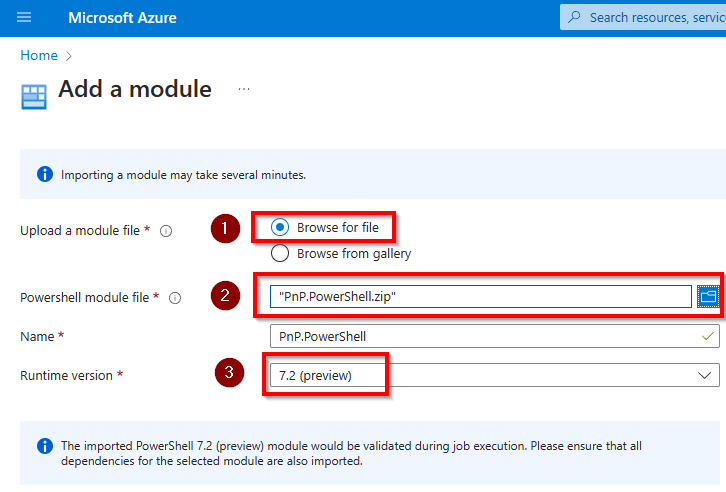 Microsoft Azure
Search resources, servic
Home
Add a module
...
Importing a module may take several minutes.
Upload a module file *
1
Browse for file
Browse from gallery
Powershell module file *
2
"PnP.PowerShell.zip"
Name *
PnP.PowerShell
Runtime version *
3
7.2 (preview)
The imported PowerShell 7.2 (preview) module would be validated during job execution. Please ensure that all
dependencies for the selected module are also imported.